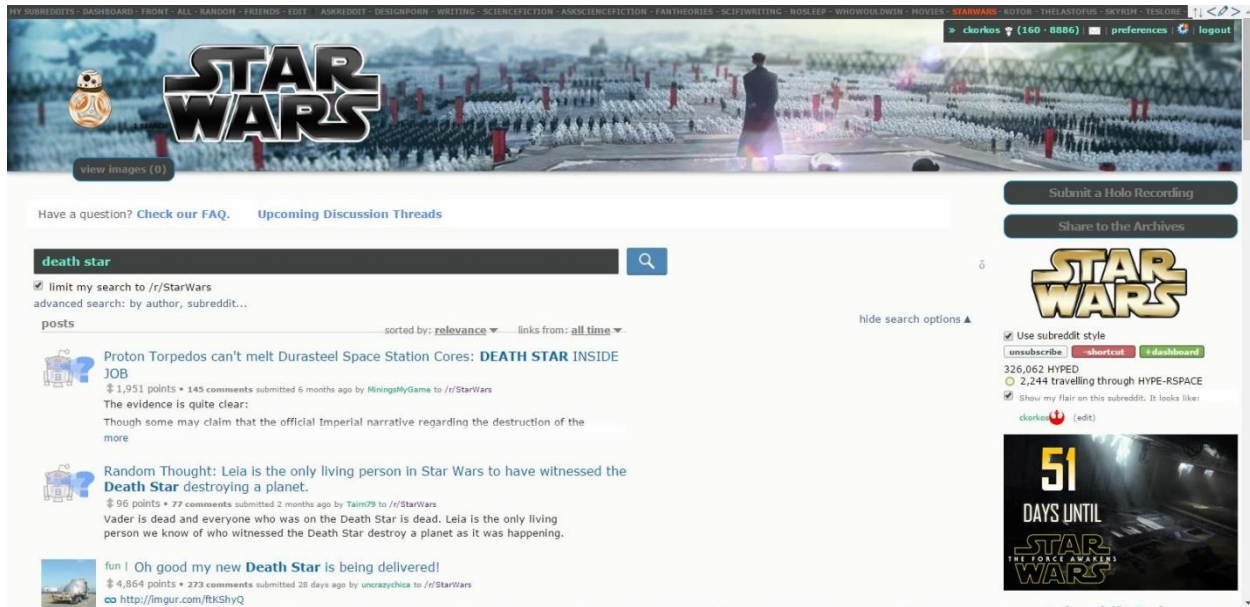 MY SUBREDDITS - DASHBOARD - FRONT - ALL - RANDOM - FRIENDS - EDIT | ASKREDDIT - DESIGNPORN - WRITING - SCIENCEFICTION - ASKSCIENCEFICTION - FANTHEORIES - SCIFIWRITING - NOSLEEP - WHOWOULDWIN - MOVIES - STARWARS - KOTOR - THELASTOFUS - SKYRIM - TESLORE -
» ckorkos (160 · 8886) | preferences | logout
STAR
WARS
view images (0)
Have a question? Check our FAQ. Upcoming Discussion Threads
Submit a Holo Recording
Share to the Archives
death star
limit my search to /r/StarWars
advanced search: by author, subreddit...
posts
sorted by: relevance links from: all time
hide search options ▲
Proton Torpedos can't melt Durasteel Space Station Cores: DEATH STAR INSIDE
JOB
1,951 points • 145 comments submitted 6 months ago by MiningsMyGame to /r/StarWars
The evidence is quite clear:
Though some may claim that the official Imperial narrative regarding the destruction of the
more
Random Thought: Leia is the only living person in Star Wars to have witnessed the
Death Star destroying a planet.
96 points • 77 comments submitted 2 months ago by Taim79 to /r/StarWars
Vader is dead and everyone who was on the Death Star is dead. Leia is the only living
person we know of who witnessed the Death Star destroy a planet as it was happening.
fun | Oh good my new Death Star is being delivered!
4,864 points • 273 comments submitted 28 days ago by uncrazychica to /r/StarWars
http://imgur.com/ftKShyQ
STAR
WARS
Use subreddit style
unsubscribe -shortcut +dashboard
326,062 HYPED
2,244 travelling through HYPE-RSPACE
Show my flair on this subreddit. It looks like:
ckorkos (edit)
51
DAYS UNTIL
STAR
THE FORCE AWAKENS
WARS